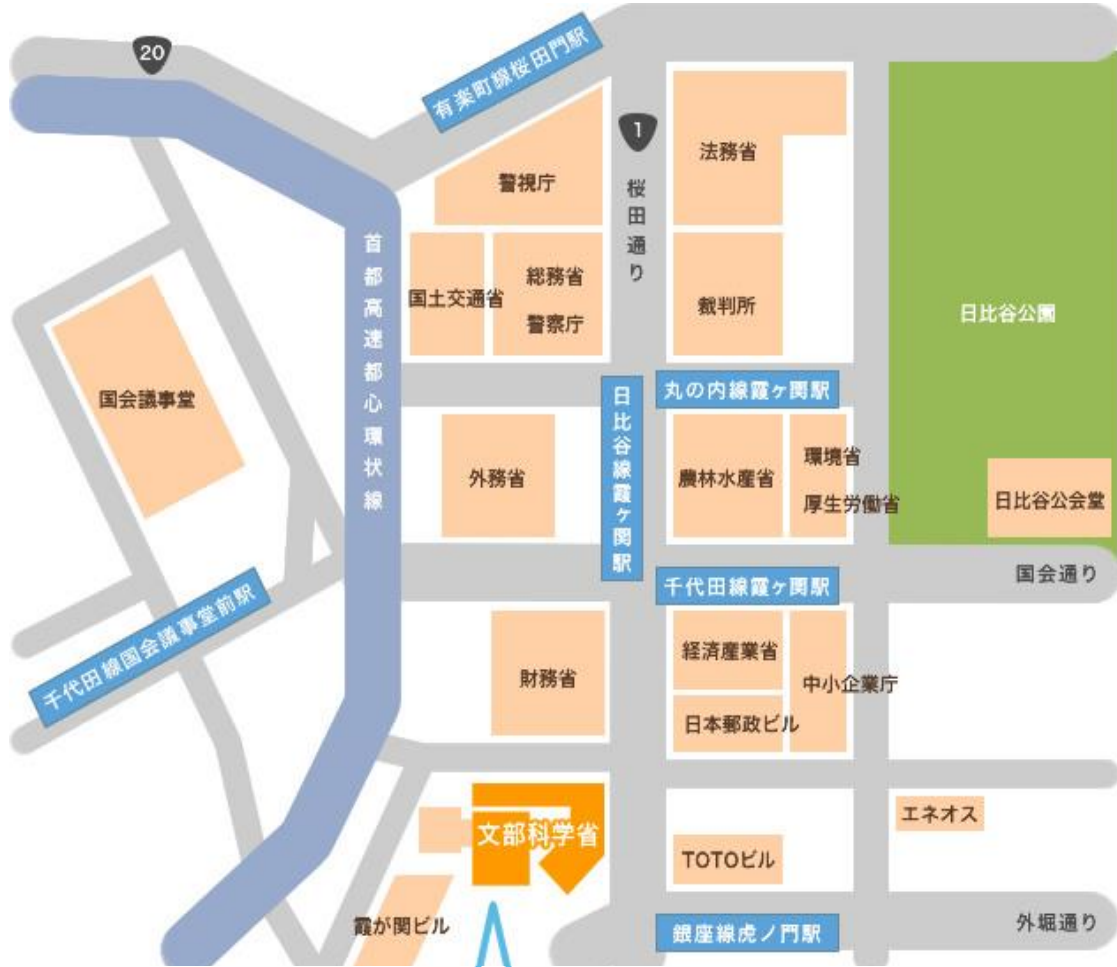 20
有楽町線桜田門駅
1
桜田通り
法務省
警視庁
首都高速都心環状線
国土交通省
総務省
警察庁
裁判所
日比谷公園
国会議事堂
丸の内線霞ヶ関駅
日比谷線霞ヶ関駅
外務省
農林水産省
環境省
厚生労働省
日比谷公会堂
国会通り
千代田線霞ヶ関駅
千代田線国会議事堂前駅
財務省
経済産業省
中小企業庁
日本郵政ビル
文部科学省
エネオス
TOTOビル
霞が関ビル
銀座線虎ノ門駅
外堀通り